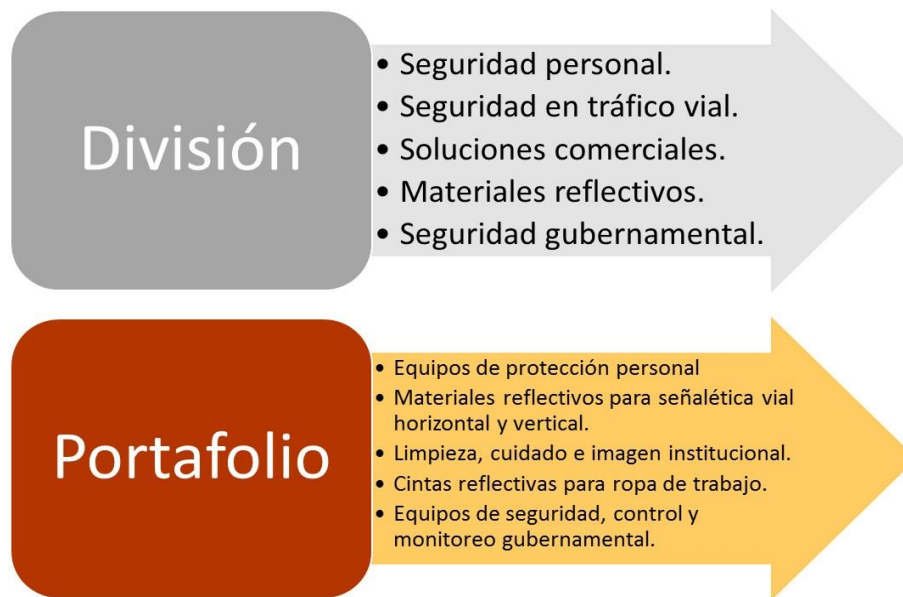 División
• Seguridad personal.
• Seguridad en tráfico vial.
• Soluciones comerciales.
• Materiales reflectivos.
• Seguridad gubernamental.
Portafolio
• Equipos de protección personal
• Materiales reflectivos para señalética vial
horizontal y vertical.
• Limpieza, cuidado e imagen institucional.
• Cintas reflectivas para ropa de trabajo.
• Equipos de seguridad, control y
monitoreo gubernamental.